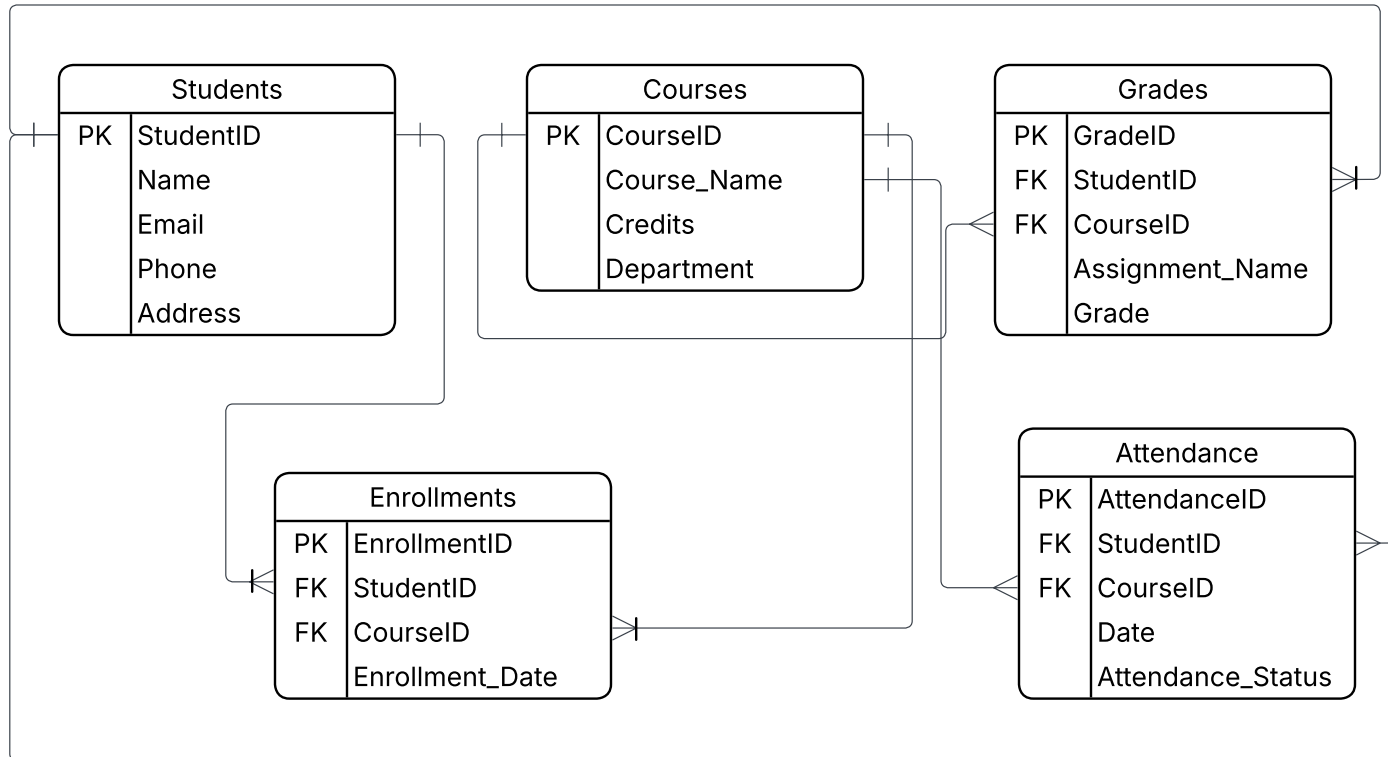 Students
PK StudentID
Name
Email
Phone
Address
Courses
PK CourseID
Course_Name
Credits
Department
Grades
PK GradeID
FK StudentID
FK CourseID
Assignment_Name
Grade
Enrollments
PK EnrollmentID
FK StudentID
FK CourseID
Enrollment_Date
Attendance
PK AttendanceID
FK StudentID
FK CourseID
Date
Attendance_Status